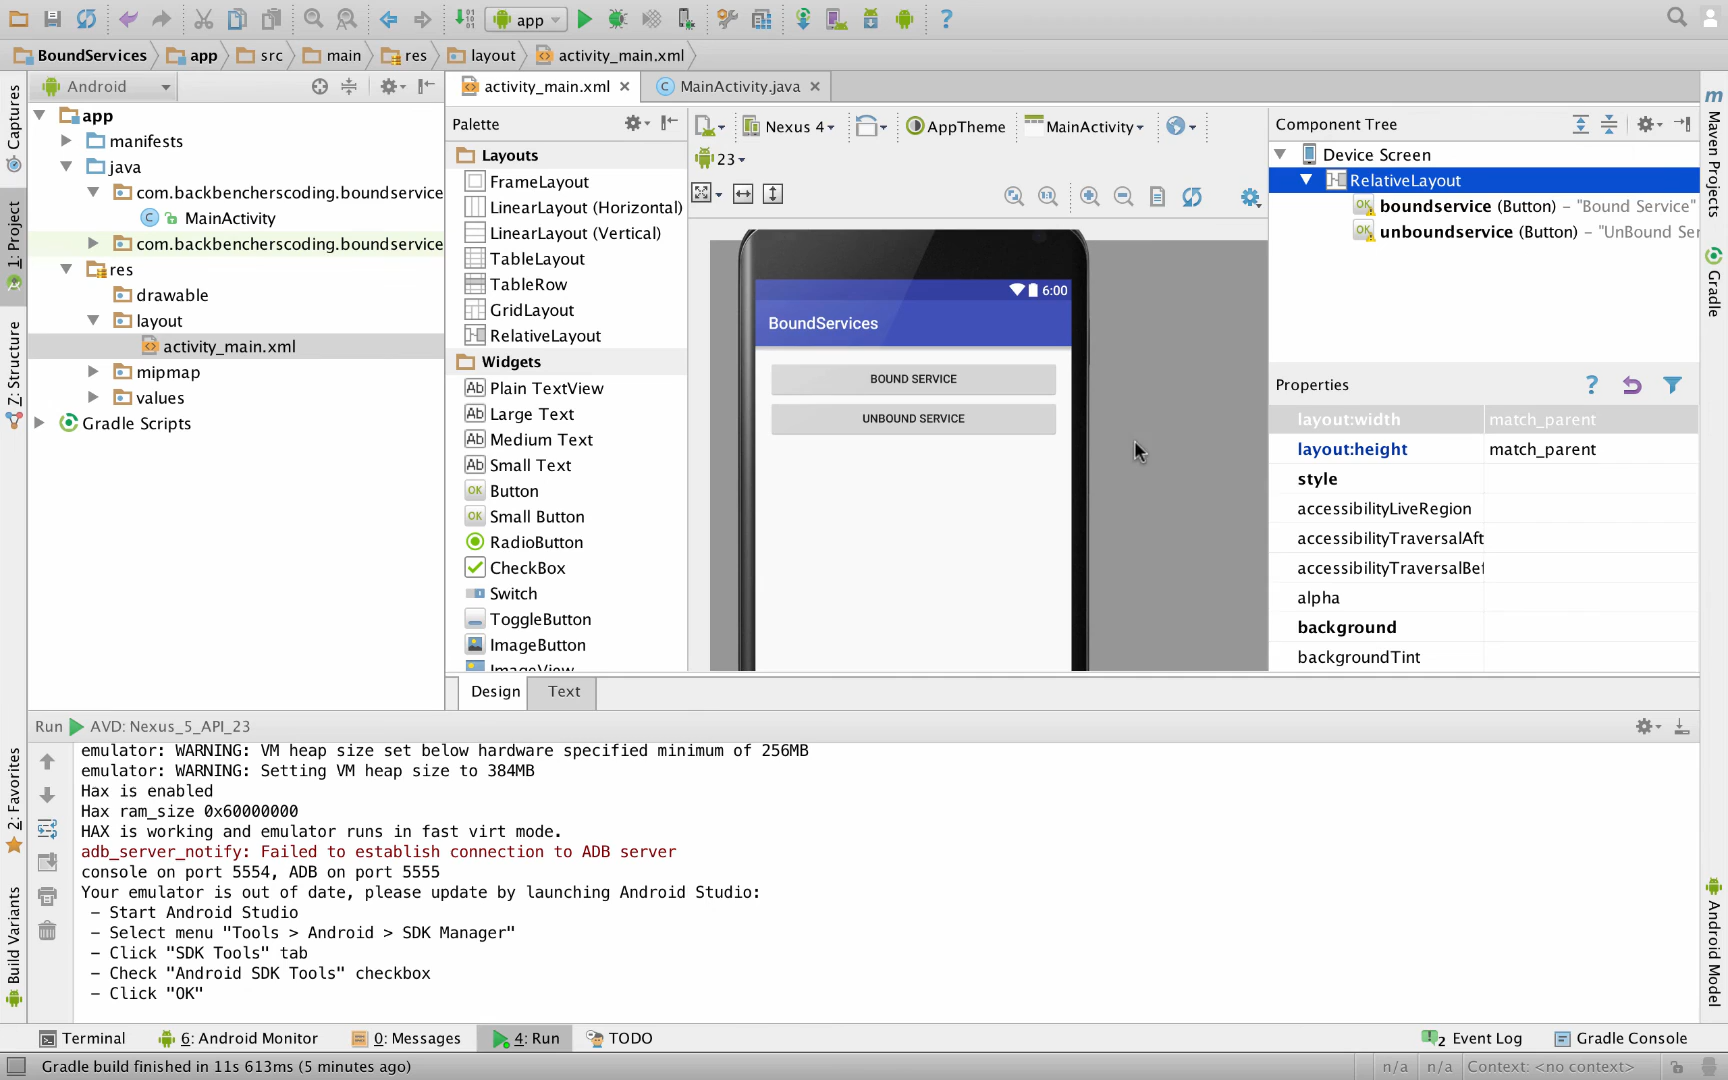 app
BoundServices
app
src
main
res
layout
activity_main.xml
Captures
1: Project
Z: Structure
2: Favorites
Build Variants
Android
app
manifests
java
com.backbencherscoding.boundservice
MainActivity
com.backbencherscoding.boundservice
res
drawable
layout
activity_main.xml
mipmap
values
Gradle Scripts
activity_main.xml
MainActivity.java
Palette
Layouts
FrameLayout
LinearLayout (Horizontal)
LinearLayout (Vertical)
TableLayout
TableRow
GridLayout
RelativeLayout
Widgets
Plain TextView
Large Text
Medium Text
Small Text
Button
Small Button
RadioButton
CheckBox
Switch
ToggleButton
ImageButton
ImageView
Nexus 4
AppTheme
MainActivity
23
6:00
BoundServices
BOUND SERVICE
UNBOUND SERVICE
Design
Text
Component Tree
Device Screen
RelativeLayout
boundservice (Button) – "Bound Service"
unboundservice (Button) – "UnBound Ser
Properties
layout:width match_parent
layout:height match_parent
style
accessibilityLiveRegion
accessibilityTraversalAft
accessibilityTraversalBef
alpha
background
backgroundTint
Maven Projects
Gradle
Android Model
Run AVD: Nexus_5_API_23
emulator: WARNING: VM heap size set below hardware specified minimum of 256MB
emulator: WARNING: Setting VM heap size to 384MB
Hax is enabled
Hax ram_size 0x60000000
HAX is working and emulator runs in fast virt mode.
adb_server_notify: Failed to establish connection to ADB server
console on port 5554, ADB on port 5555
Your emulator is out of date, please update by launching Android Studio:
– Start Android Studio
– Select menu "Tools > Android > SDK Manager"
– Click "SDK Tools" tab
– Check "Android SDK Tools" checkbox
– Click "OK"
Terminal
6: Android Monitor
0: Messages
4: Run
TODO
2 Event Log
Gradle Console
Gradle build finished in 11s 613ms (5 minutes ago)
n/a
n/a
Context: <no context>